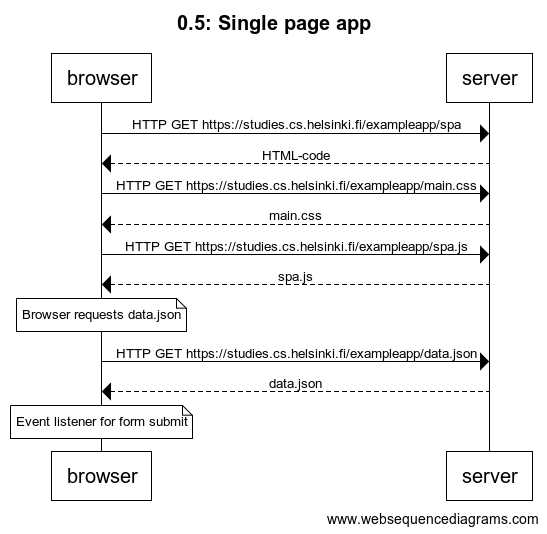 0.5: Single page app
browser
server
HTTP GET https://studies.cs.helsinki.fi/exampleapp/spa
HTML-code
HTTP GET https://studies.cs.helsinki.fi/exampleapp/main.css
main.css
HTTP GET https://studies.cs.helsinki.fi/exampleapp/spa.js
spa.js
Browser requests data.json
HTTP GET https://studies.cs.helsinki.fi/exampleapp/data.json
data.json
Event listener for form submit
browser
server
www.websequencediagrams.com